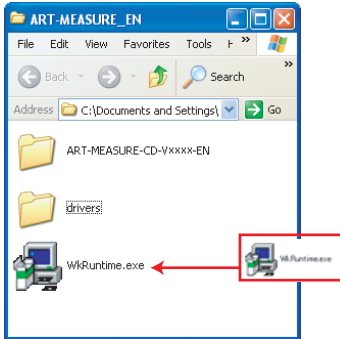 ART-MEASURE_EN
File Edit View Favorites Tools H »
Back Search »
Address C:\Documents and Settings\ Go
ART-MEASURE-CD-Vxxxx-EN
drivers
WkRuntime.exe
WkRuntime.exe